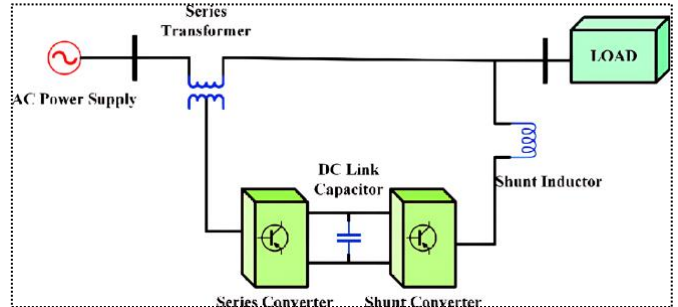 Series
Transformer
LOAD
AC Power Supply
DC Link
Capacitor
Shunt Inductor
Series Converter
Shunt Converter